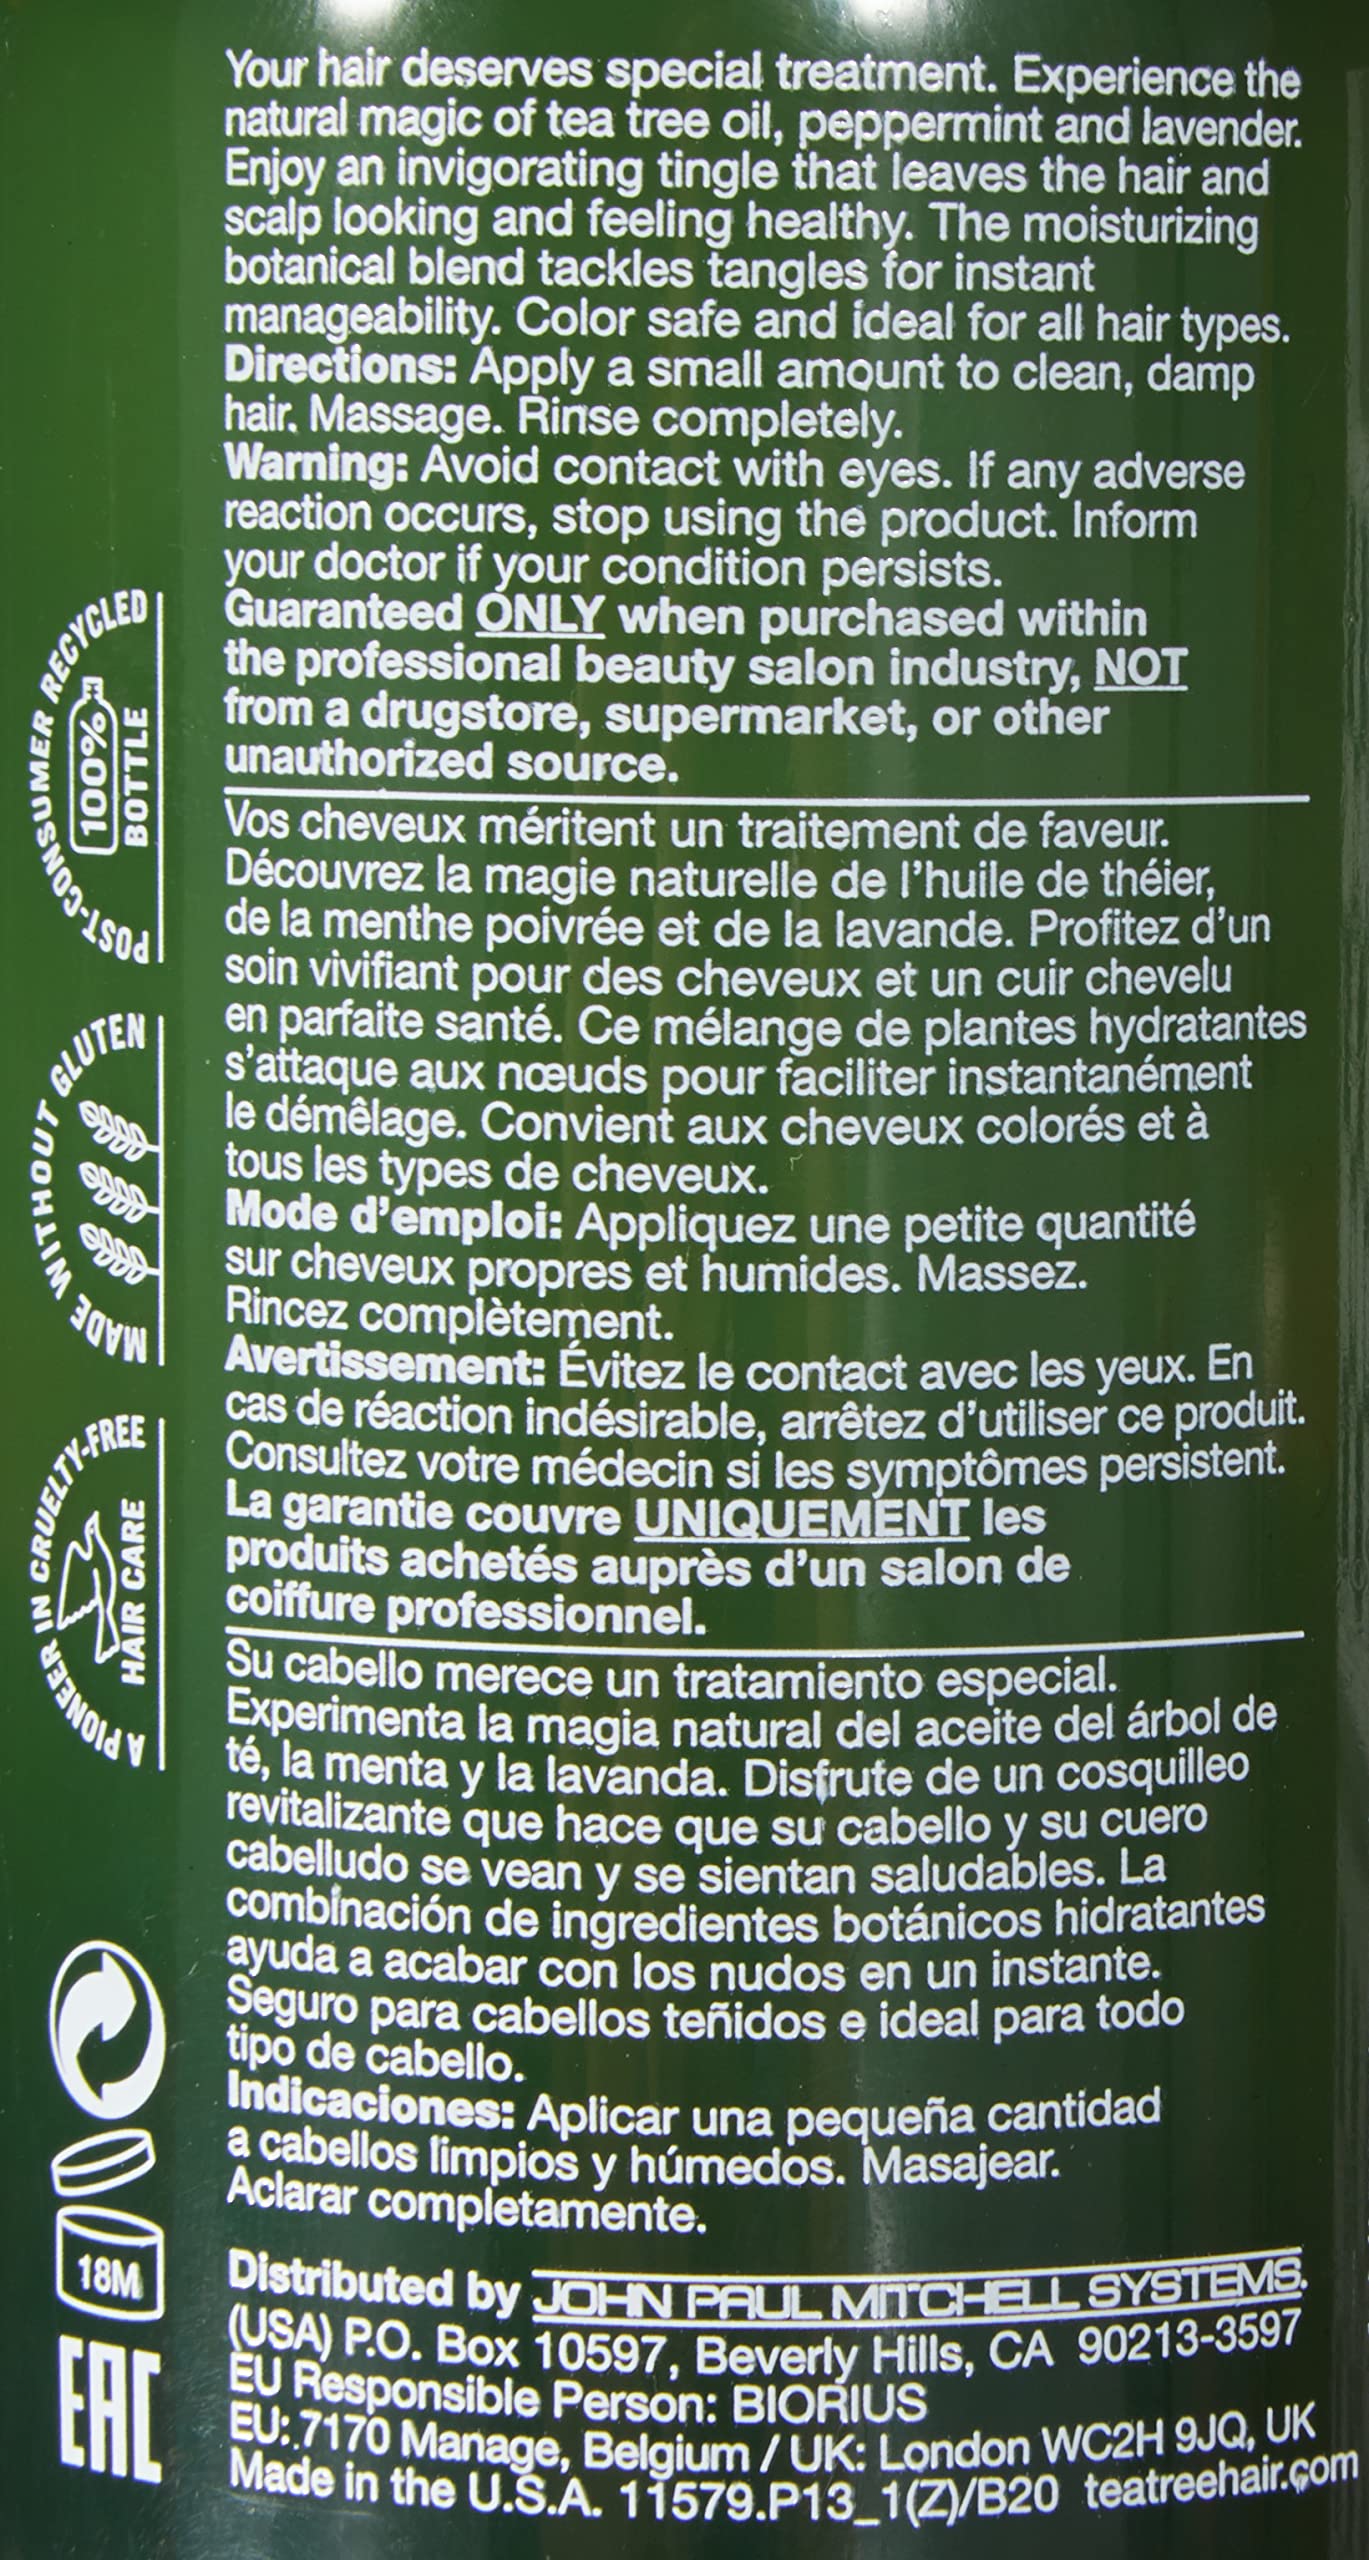 Your hair deserves special treatment. Experience the
natural magic of tea tree oil, peppermint and lavender.
Enjoy an invigorating tingle that leaves the hair and
scalp looking and feeling healthy. The moisturizing
botanical blend tackles tangles for instant
manageability. Color safe and ideal for all hair types.
Directions: Apply a small amount to clean, damp
hair. Massage. Rinse completely.
Warning: Avoid contact with eyes. If any adverse
reaction occurs, stop using the product. Inform
your doctor if your condition persists.
Guaranteed ONLY when purchased within
the professional beauty salon industry, NOT
from a drugstore, supermarket, or other
unauthorized source.
Vos cheveux méritent un traitement de faveur.
Découvrez la magie naturelle de l'huile de théier,
de la menthe poivrée et de la lavande. Profitez d'un
soin vivifiant pour des cheveux et un cuir chevelu
en parfaite santé. Ce mélange de plantes hydratantes
s'attaque aux nœuds pour faciliter instantanément
le démêlage. Convient aux cheveux colorés et à
tous les types de cheveux.
Mode d'emploi: Appliquez une petite quantité
sur cheveux propres et humides. Massez.
Rincez complètement.
Avertissement: Évitez le contact avec les yeux. En
cas de réaction indésirable, arrêtez d'utiliser ce produit.
Consultez votre médecin si les symptômes persistent.
La garantie couvre UNIQUEMENT les
produits achetés auprès d'un salon de
coiffure professionnel.
Su cabello merece un tratamiento especial.
Experimenta la magia natural del aceite del árbol de
té, la menta y la lavanda. Disfrute de un cosquilleo
revitalizante que hace que su cabello y su cuero
cabelludo se vean y se sientan saludables. La
combinación de ingredientes botánicos hidratantes
ayuda a acabar con los nudos en un instante.
Seguro para cabellos teñidos e ideal para todo
tipo de cabello.
Indicaciones: Aplicar una pequeña cantidad
a cabellos limpios y húmedos. Masajear.
Aclarar completamente.
Distributed by JOHN PAUL MITCHELL SYSTEMS.
(USA) P.O. Box 10597, Beverly Hills, CA 90213-3597
EU Responsible Person: BIORIUS
EU: 7170 Manage, Belgium / UK: London WC2H 9JQ, UK
Made in the U.S.A. 11579.P13_1(Z)/B20 teatreehair.com
POST-CONSUMER RECYCLED
100%
BOTTLE
MADE WITHOUT GLUTEN
A PIONEER IN CRUELTY-FREE
HAIR CARE
18M
EAC